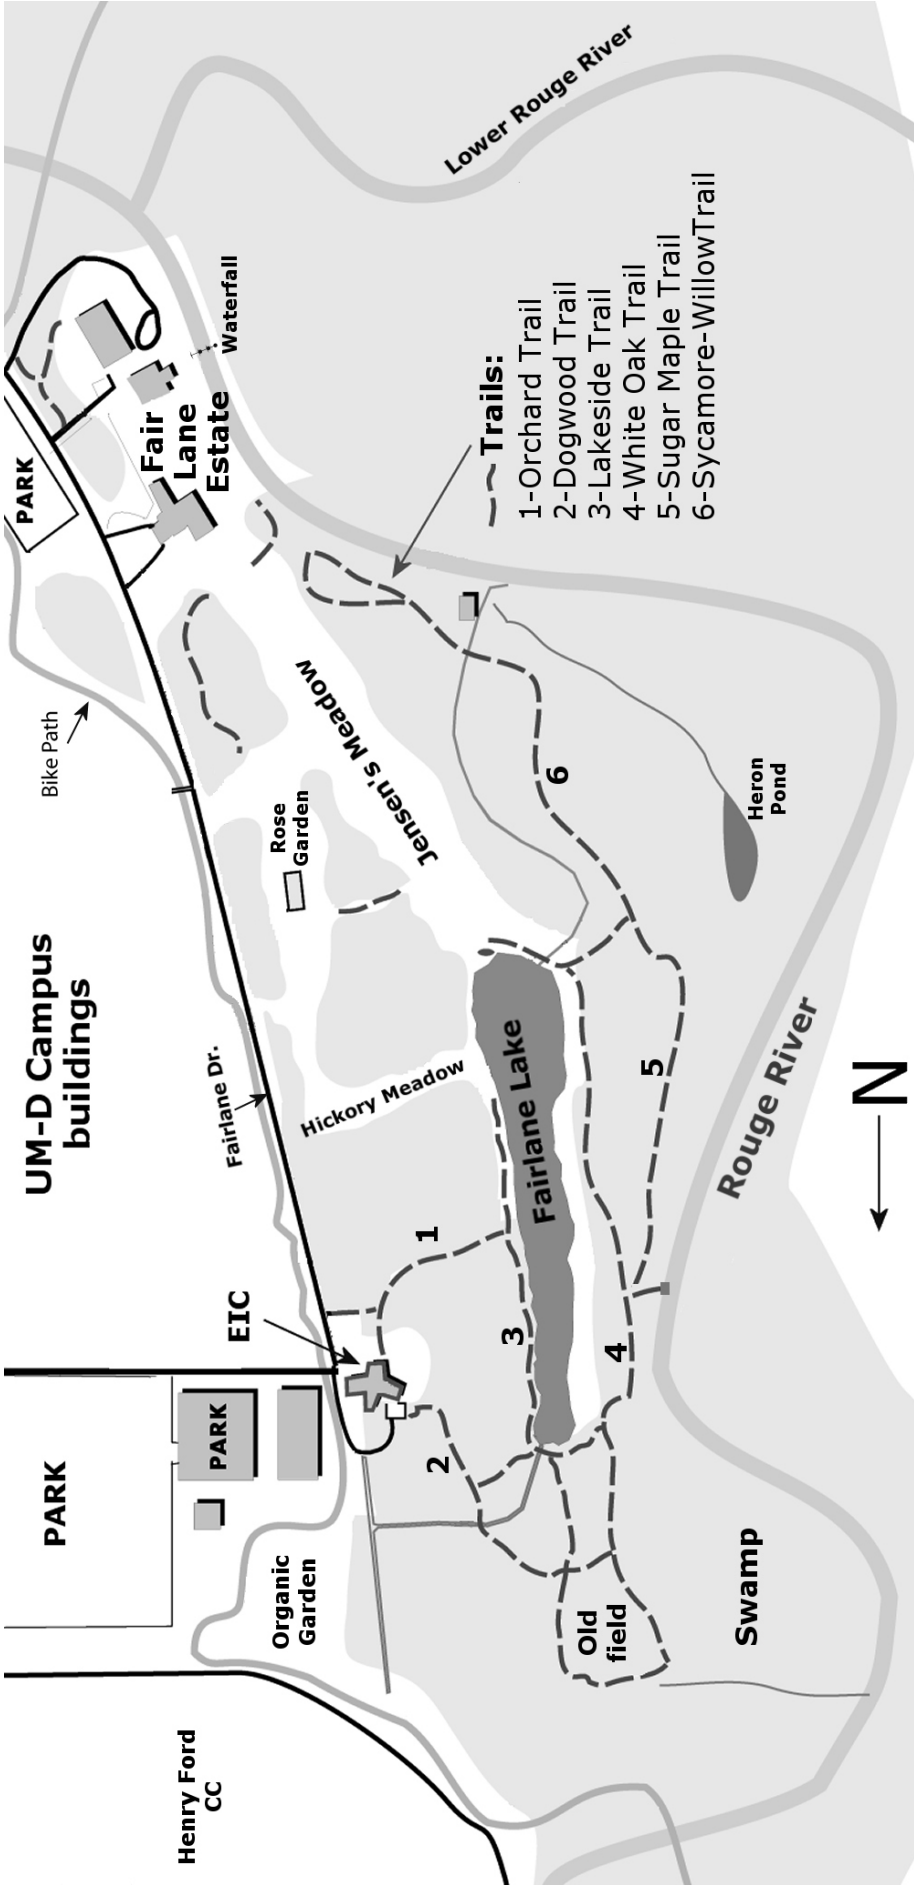 Lower Rouge River
Waterfall
Fair
Lane
Estate
PARK
Trails:
1-Orchard Trail
2-Dogwood Trail
3-Lakeside Trail
4-White Oak Trail
5-Sugar Maple Trail
6-Sycamore-WillowTrail
Bike Path
Jensen's Meadow
Rose
Garden
6
Heron
Pond
UM-D Campus
buildings
Fairlane Dr.
Hickory Meadow
Fairlane Lake
5
Rouge River
N
1
EIC
3
4
2
PARK
PARK
Organic
Garden
Old
field
Swamp
Henry Ford
CC